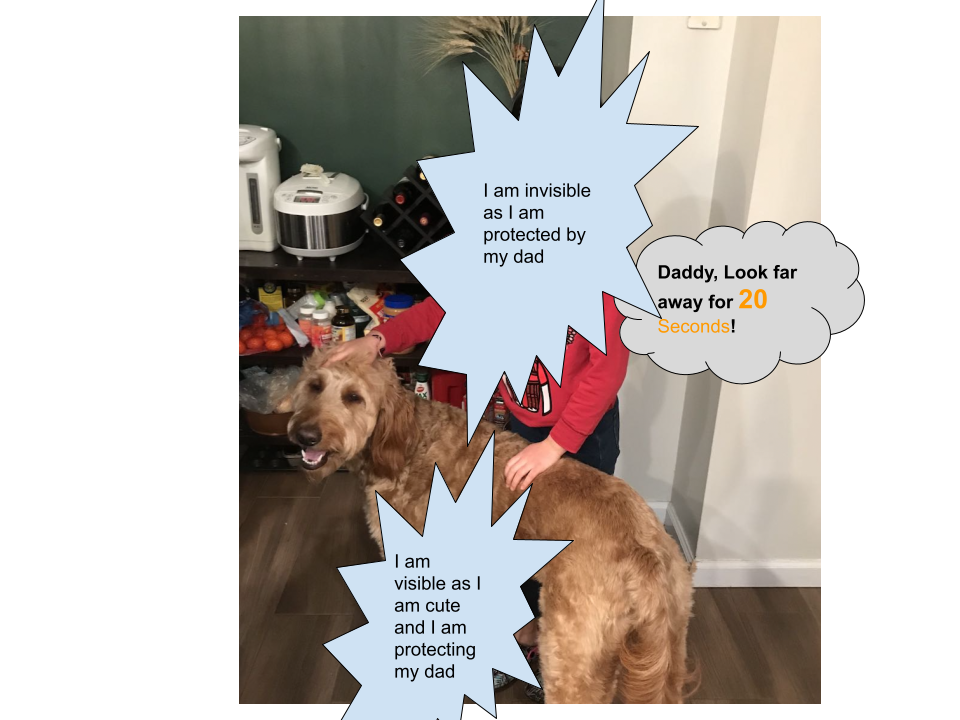 I am invisible
as I am
protected by
my dad
Daddy, Look far
away for 20
Seconds!
I am
visible as I
am cute
and I am
protecting
my dad